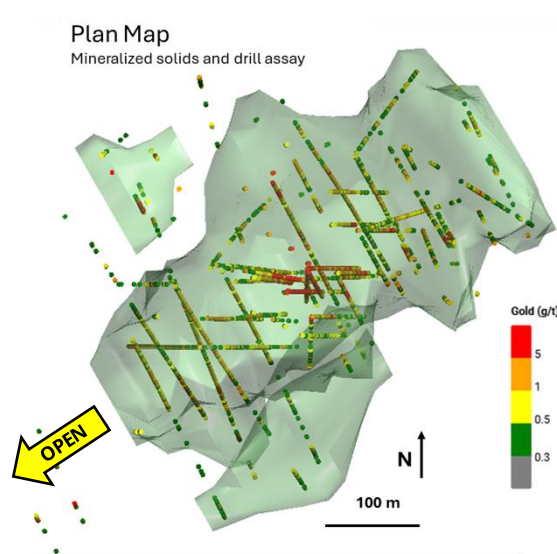 Plan Map
Mineralized solids and drill assay
Gold (g/t)
5
1
0.5
0.3
OPEN
N
100 m